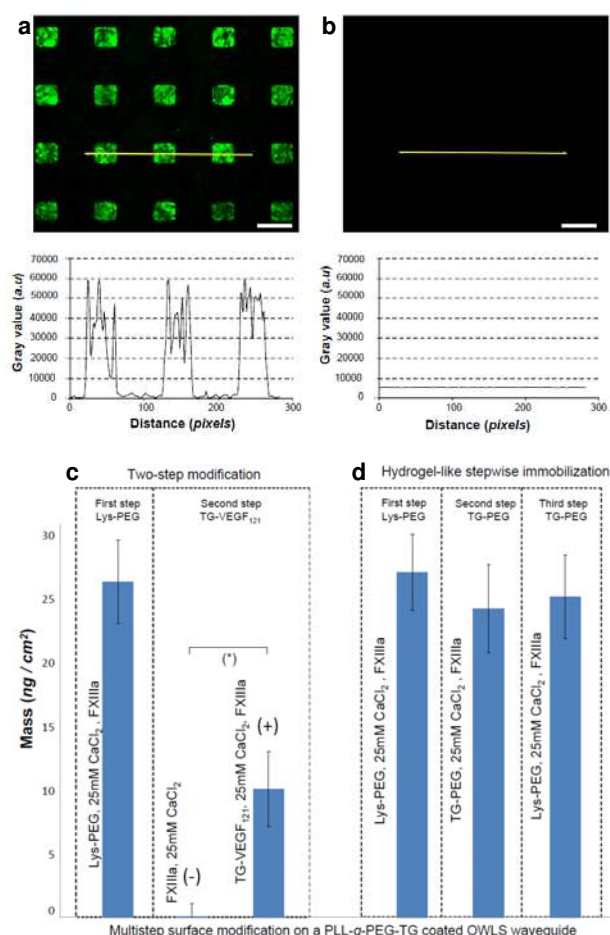 a
b
70000
60000
50000
40000
30000
20000
10000
0
Gray value (a.u)
0 100 200 300
Distance (pixels)
70000
60000
50000
40000
30000
20000
10000
0
Gray value (a.u)
0 100 200 300
Distance (pixels)
c
Two-step modification
First step
Lys-PEG
Second step
TG-VEGF₁₂₁
30
25
20
15
10
5
0
Mass (ng / cm²)
Lys-PEG, 25mM CaCl₂ , FXIIIa
FXIIIa, 25mM CaCl₂
(-)
(*)
TG-VEGF₁₂₁, 25mM CaCl₂, FXIIIa
(+)
d
Hydrogel-like stepwise immobilization
First step
Lys-PEG
Second step
TG-PEG
Third step
TG-PEG
Lys-PEG, 25mM CaCl₂ , FXIIIa
TG-PEG, 25mM CaCl₂ , FXIIIa
Lys-PEG, 25mM CaCl₂ , FXIIIa
Multistep surface modification on a PLL-g-PEG-TG coated OWLS waveguide